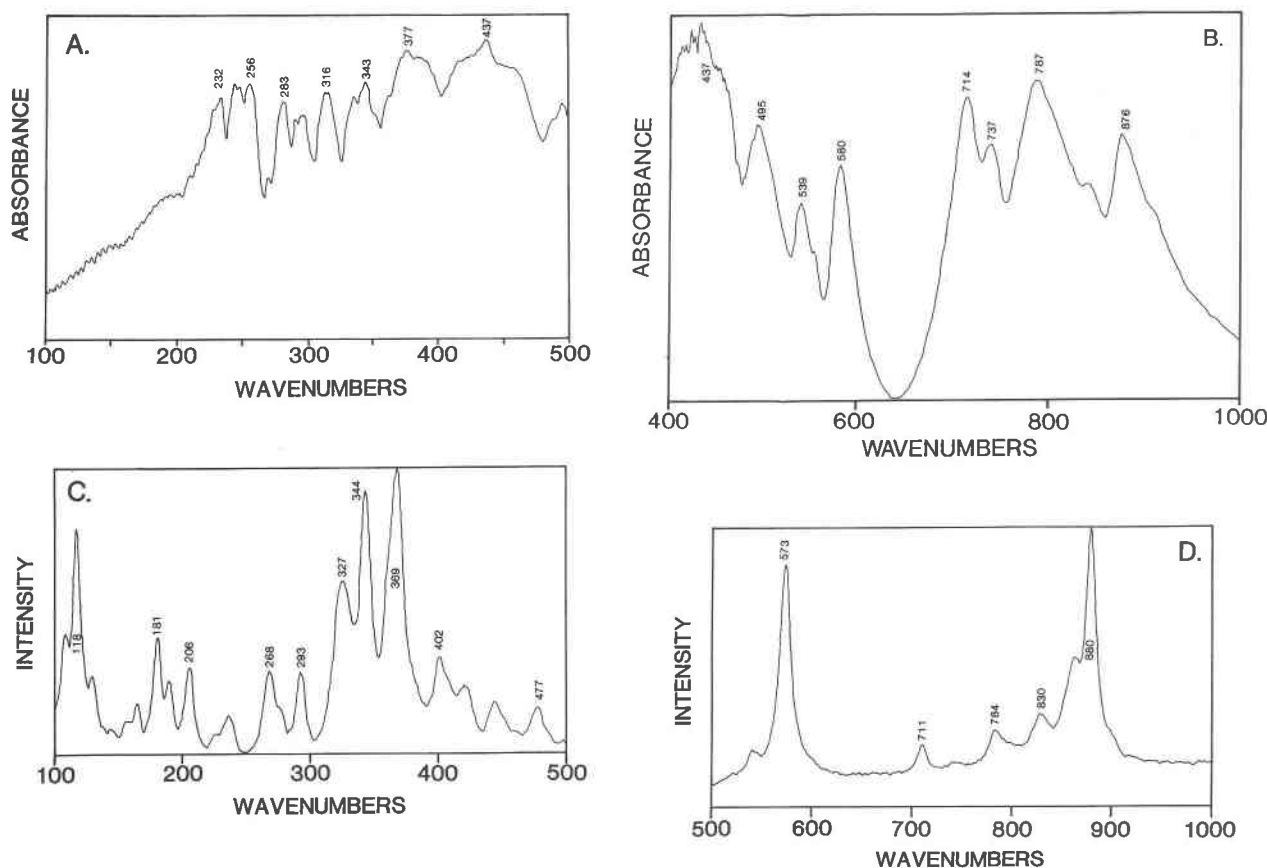 A.
232
256
283
316
343
377
437
ABSORBANCE
100 200 300 400 500
WAVENUMBERS
B.
437
495
539
580
714
737
787
876
ABSORBANCE
400 600 800 1000
WAVENUMBERS
C.
118
181
206
268
293
327
344
369
402
477
INTENSITY
100 200 300 400 500
WAVENUMBERS
D.
573
711
784
830
880
INTENSITY
500 600 700 800 900 1000
WAVENUMBERS